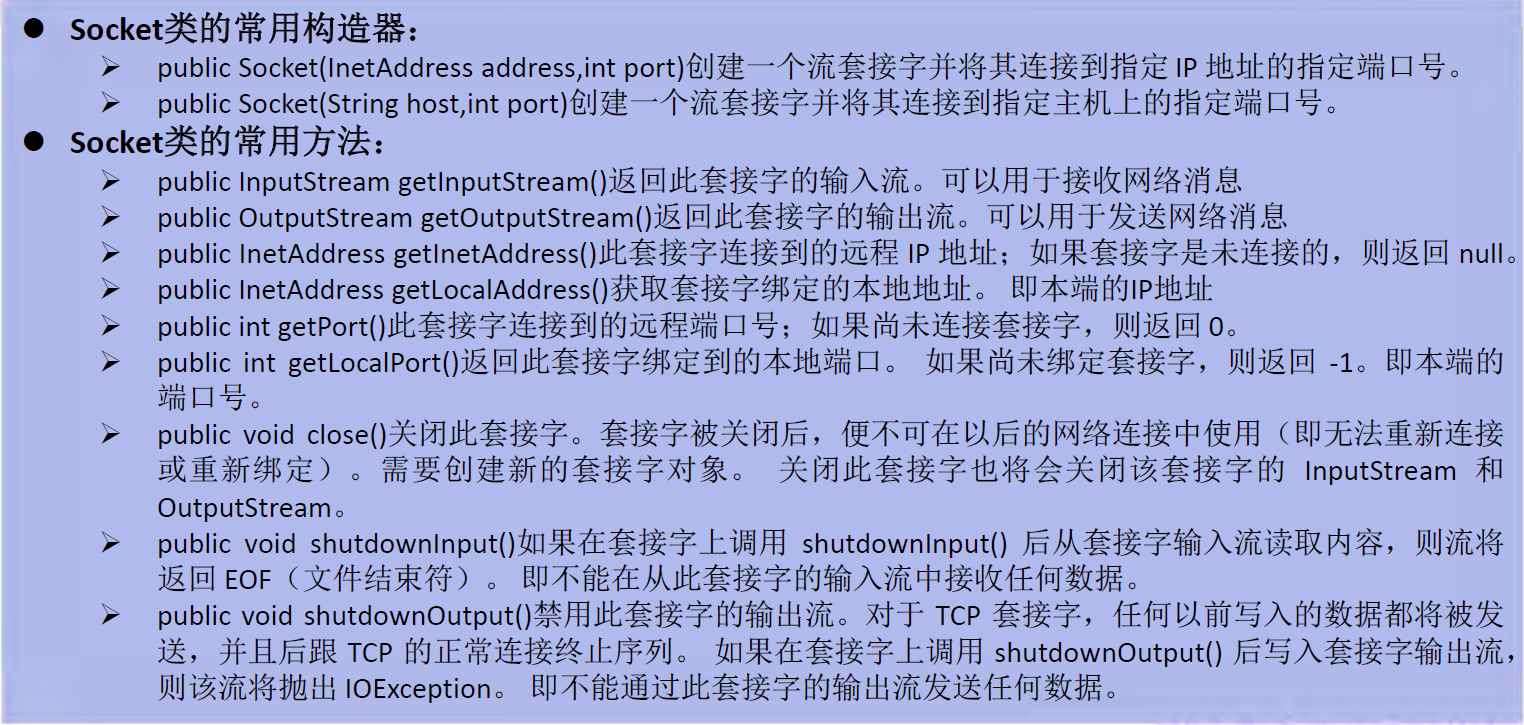 ● Socket类的常用构造器：
➢ public Socket(InetAddress address,int port)创建一个流套接字并将其连接到指定 IP 地址的指定端口号。
➢ public Socket(String host,int port)创建一个流套接字并将其连接到指定主机上的指定端口号。
● Socket类的常用方法：
➢ public InputStream getInputStream()返回此套接字的输入流。可以用于接收网络消息
➢ public OutputStream getOutputStream()返回此套接字的输出流。可以用于发送网络消息
➢ public InetAddress getInetAddress()此套接字连接到的远程 IP 地址；如果套接字是未连接的，则返回 null。
➢ public InetAddress getLocalAddress()获取套接字绑定的本地地址。 即本端的IP地址
➢ public int getPort()此套接字连接到的远程端口号；如果尚未连接套接字，则返回 0。
➢ public int getLocalPort()返回此套接字绑定到的本地端口。 如果尚未绑定套接字，则返回 -1。即本端的
端口号。
➢ public void close()关闭此套接字。套接字被关闭后，便不可在以后的网络连接中使用（即无法重新连接
或重新绑定）。需要创建新的套接字对象。 关闭此套接字也将会关闭该套接字的 InputStream 和
OutputStream。
➢ public void shutdownInput()如果在套接字上调用 shutdownInput() 后从套接字输入流读取内容，则流将
返回 EOF（文件结束符）。 即不能在从此套接字的输入流中接收任何数据。
➢ public void shutdownOutput()禁用此套接字的输出流。对于 TCP 套接字，任何以前写入的数据都将被发
送，并且后跟 TCP 的正常连接终止序列。 如果在套接字上调用 shutdownOutput() 后写入套接字输出流，
则该流将抛出 IOException。 即不能通过此套接字的输出流发送任何数据。